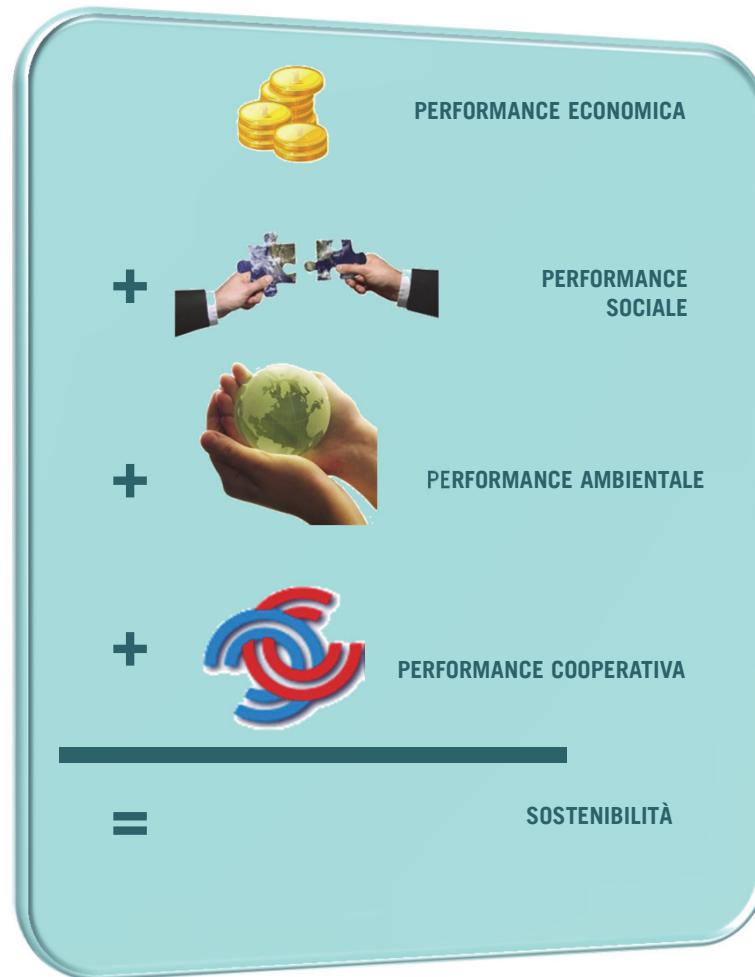 PERFORMANCE ECONOMICA
+
PERFORMANCE
SOCIALE
+
PERFORMANCE AMBIENTALE
+
PERFORMANCE COOPERATIVA
=
SOSTENIBILITÀ